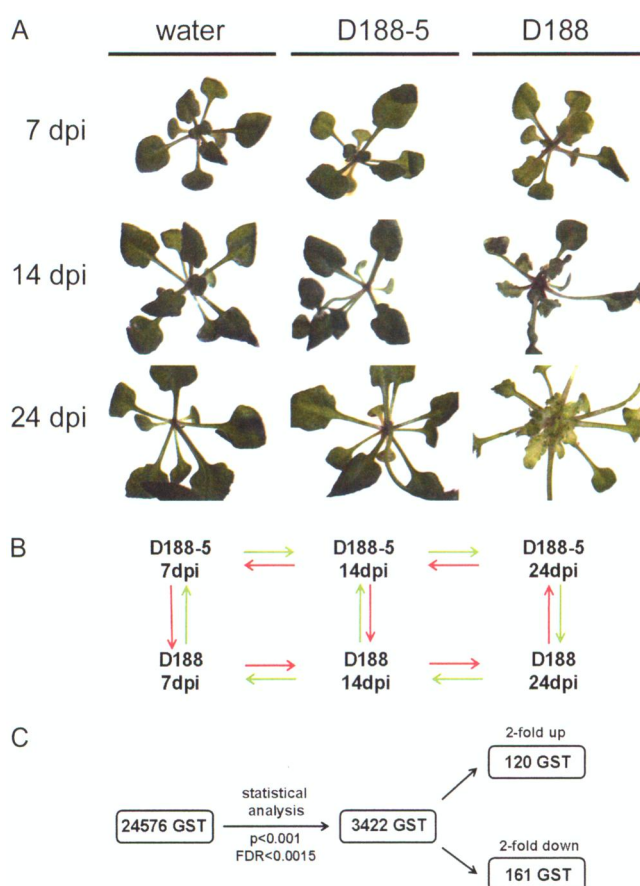 A
water D188-5 D188
7 dpi
14 dpi
24 dpi
B
D188-5 D188-5 D188-5
7dpi 14dpi 24dpi
D188 D188 D188
7dpi 14dpi 24dpi
C
2-fold up
120 GST
statistical
analysis
24576 GST 3422 GST
p<0.001
FDR<0.0015
2-fold down
161 GST